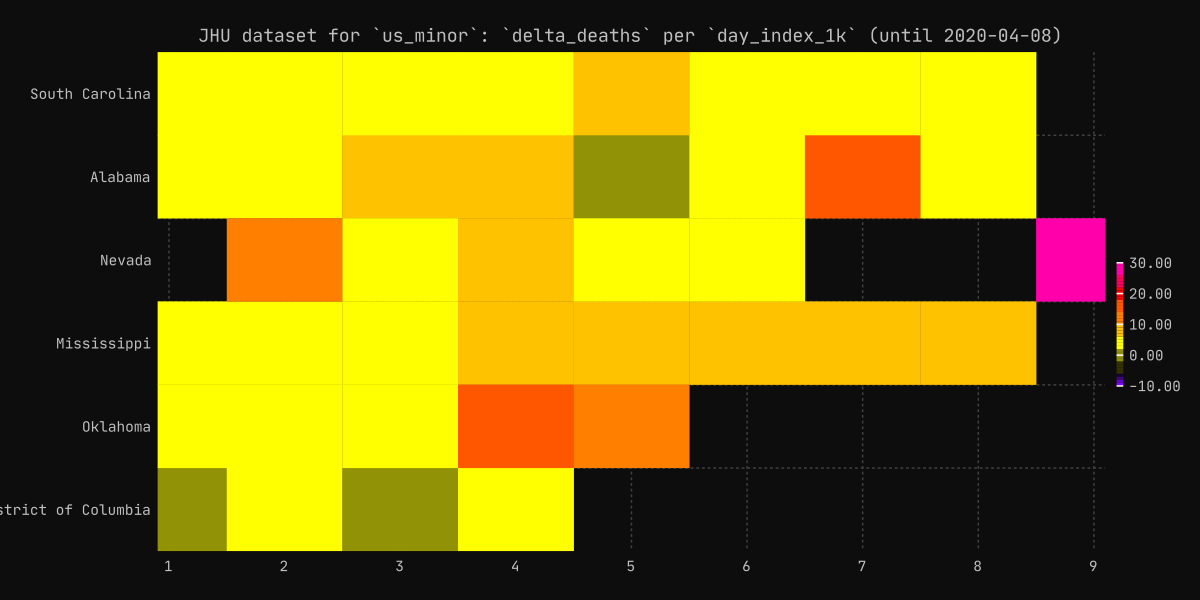 JHU dataset for `us_minor`: `delta_deaths` per `day_index_1k` (until 2020-04-08)
South Carolina
Alabama
Nevada
Mississippi
Oklahoma
strict of Columbia
1 2 3 4 5 6 7 8 9
30.00
20.00
10.00
0.00
-10.00